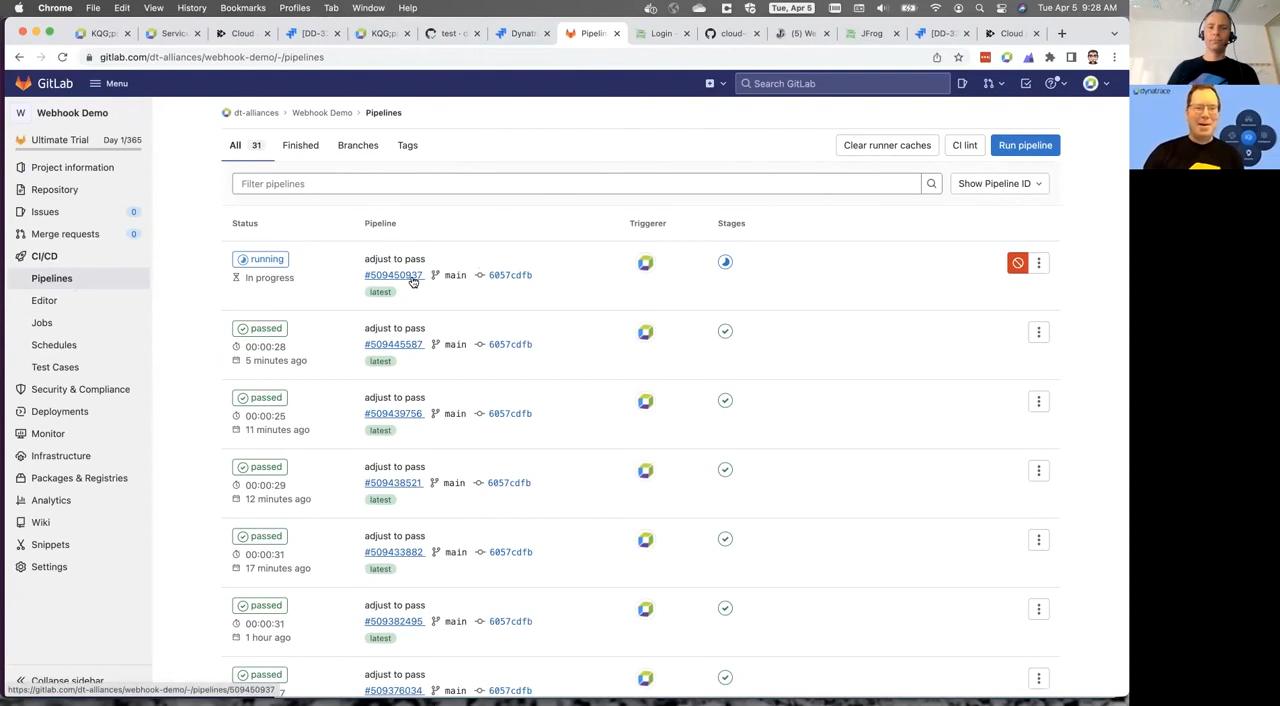 Chrome File Edit View History Bookmarks Profiles Tab Window Help Tue, Apr 5 Tue Apr 5 9:28 AM
KQG;p Servic Cloud [DD-3 KQG;p test - c Dynatr Pipelin Login cloud- (5) We JFrog [DD-3 Cloud
gitlab.com/dt-alliances/webhook-demo/-/pipelines
GitLab Menu Search GitLab
dynatrace
W Webhook Demo
Ultimate Trial Day 1/365
Project information
Repository
Issues 0
Merge requests 0
CI/CD
Pipelines
Editor
Jobs
Schedules
Test Cases
Security & Compliance
Deployments
Monitor
Infrastructure
Packages & Registries
Analytics
Wiki
Snippets
Settings
Collapse sidebar
https://gitlab.com/dt-alliances/webhook-demo/-/pipelines/509450937
dt-alliances Webhook Demo Pipelines
All 31 Finished Branches Tags Clear runner caches CI lint Run pipeline
Filter pipelines Show Pipeline ID
Status Pipeline Triggerer Stages
running adjust to pass
In progress #509450937 main 6057cdfb
latest
passed adjust to pass
00:00:28 #509445587 main 6057cdfb
5 minutes ago latest
passed adjust to pass
00:00:25 #509439756 main 6057cdfb
11 minutes ago latest
passed adjust to pass
00:00:29 #509438521 main 6057cdfb
12 minutes ago latest
passed adjust to pass
00:00:31 #509433882 main 6057cdfb
17 minutes ago latest
passed adjust to pass
00:00:31 #509382495 main 6057cdfb
1 hour ago latest
passed adjust to pass
7 #509376034 main 6057cdfb